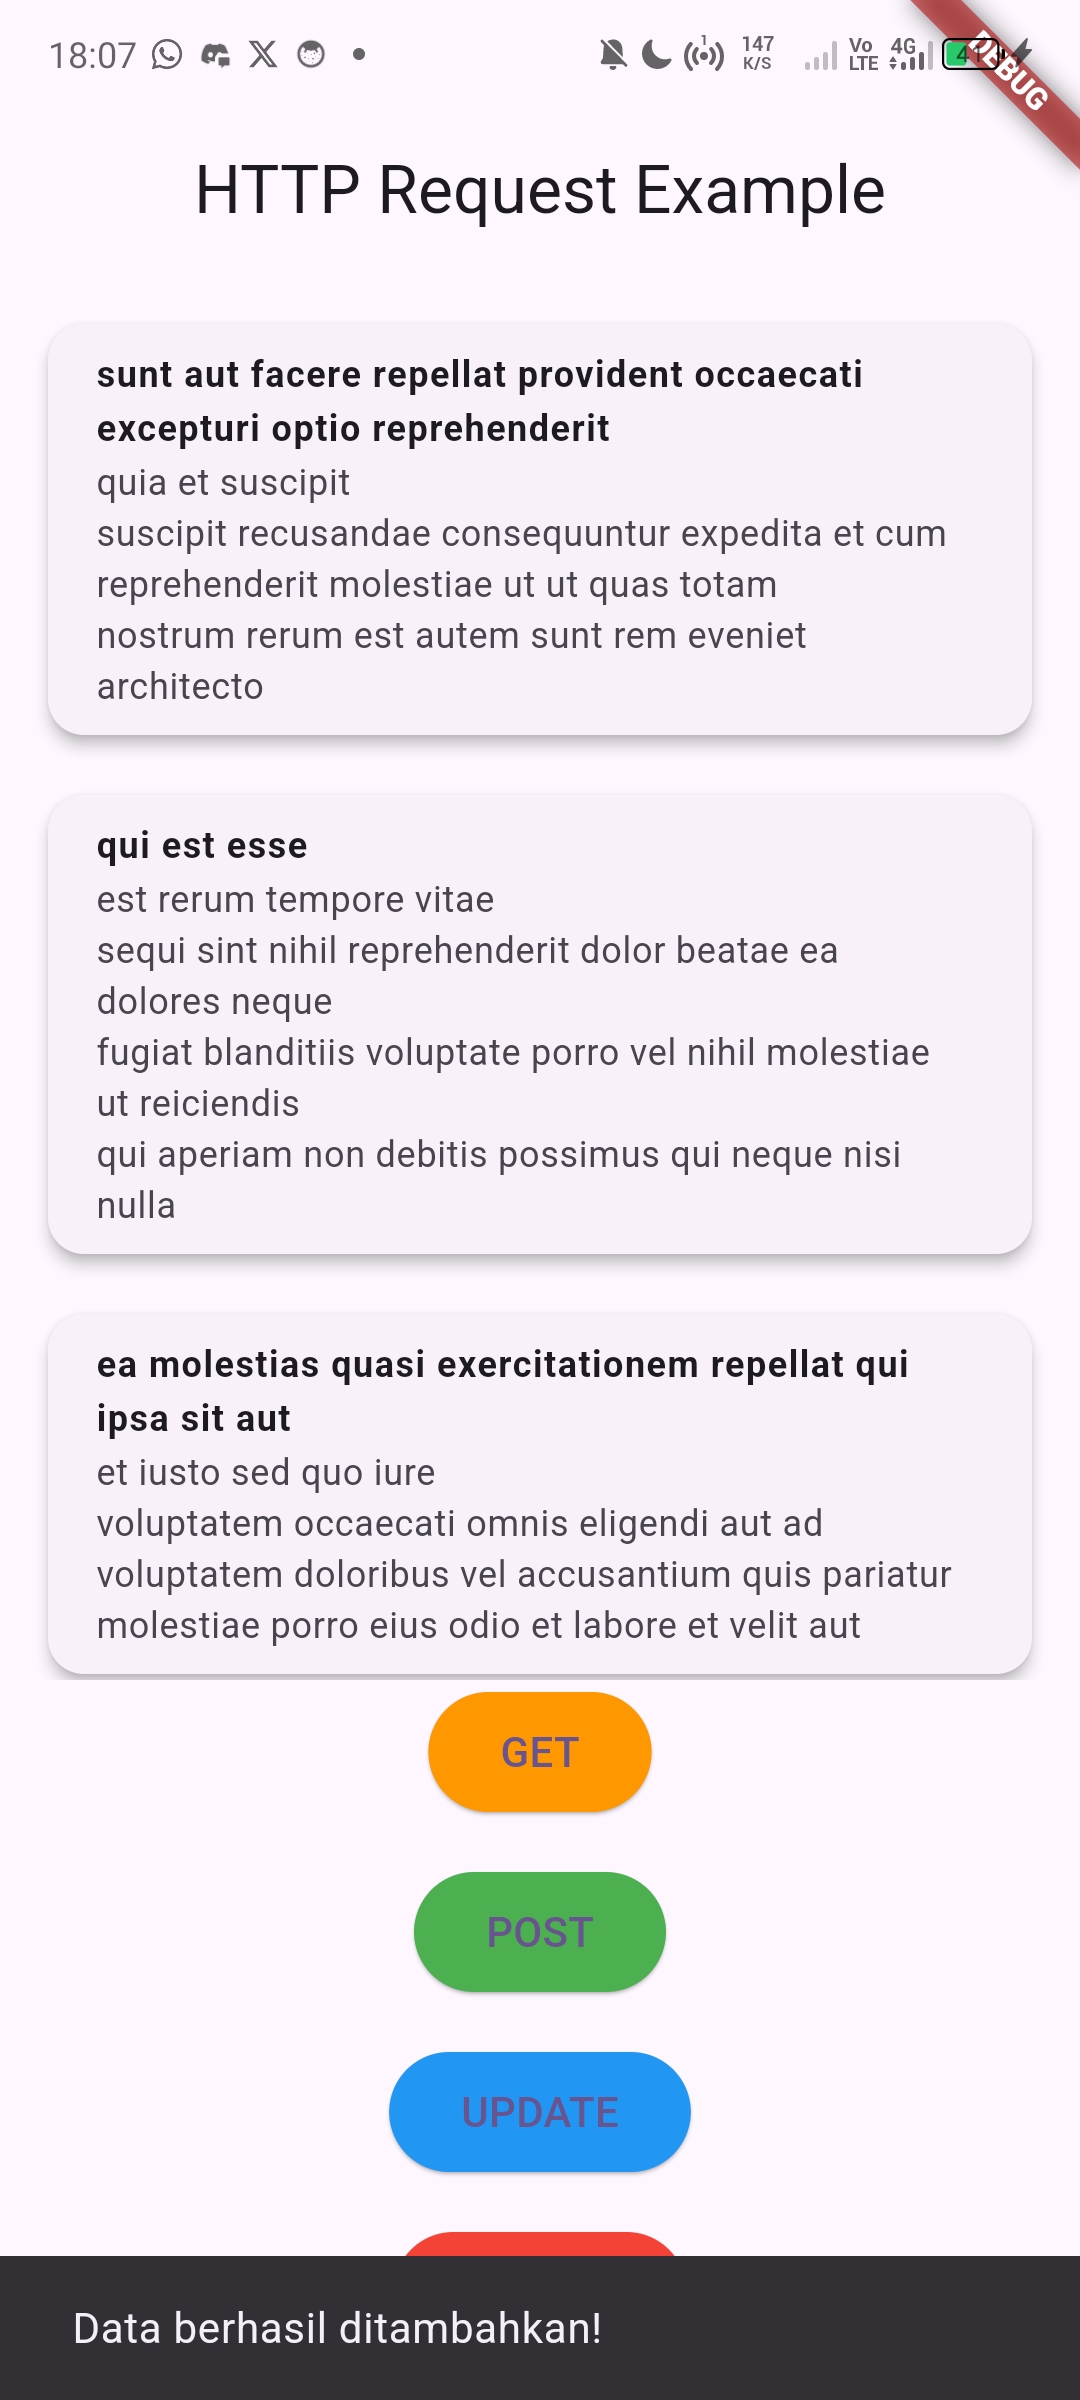 18:07
1
147
K/S
Vo
LTE
4G
DEBUG
HTTP Request Example
sunt aut facere repellat provident occaecati
excepturi optio reprehenderit
quia et suscipit
suscipit recusandae consequuntur expedita et cum
reprehenderit molestiae ut ut quas totam
nostrum rerum est autem sunt rem eveniet
architecto
qui est esse
est rerum tempore vitae
sequi sint nihil reprehenderit dolor beatae ea
dolores neque
fugiat blanditiis voluptate porro vel nihil molestiae
ut reiciendis
qui aperiam non debitis possimus qui neque nisi
nulla
ea molestias quasi exercitationem repellat qui
ipsa sit aut
et iusto sed quo iure
voluptatem occaecati omnis eligendi aut ad
voluptatem doloribus vel accusantium quis pariatur
molestiae porro eius odio et labore et velit aut
GET
POST
UPDATE
Data berhasil ditambahkan!